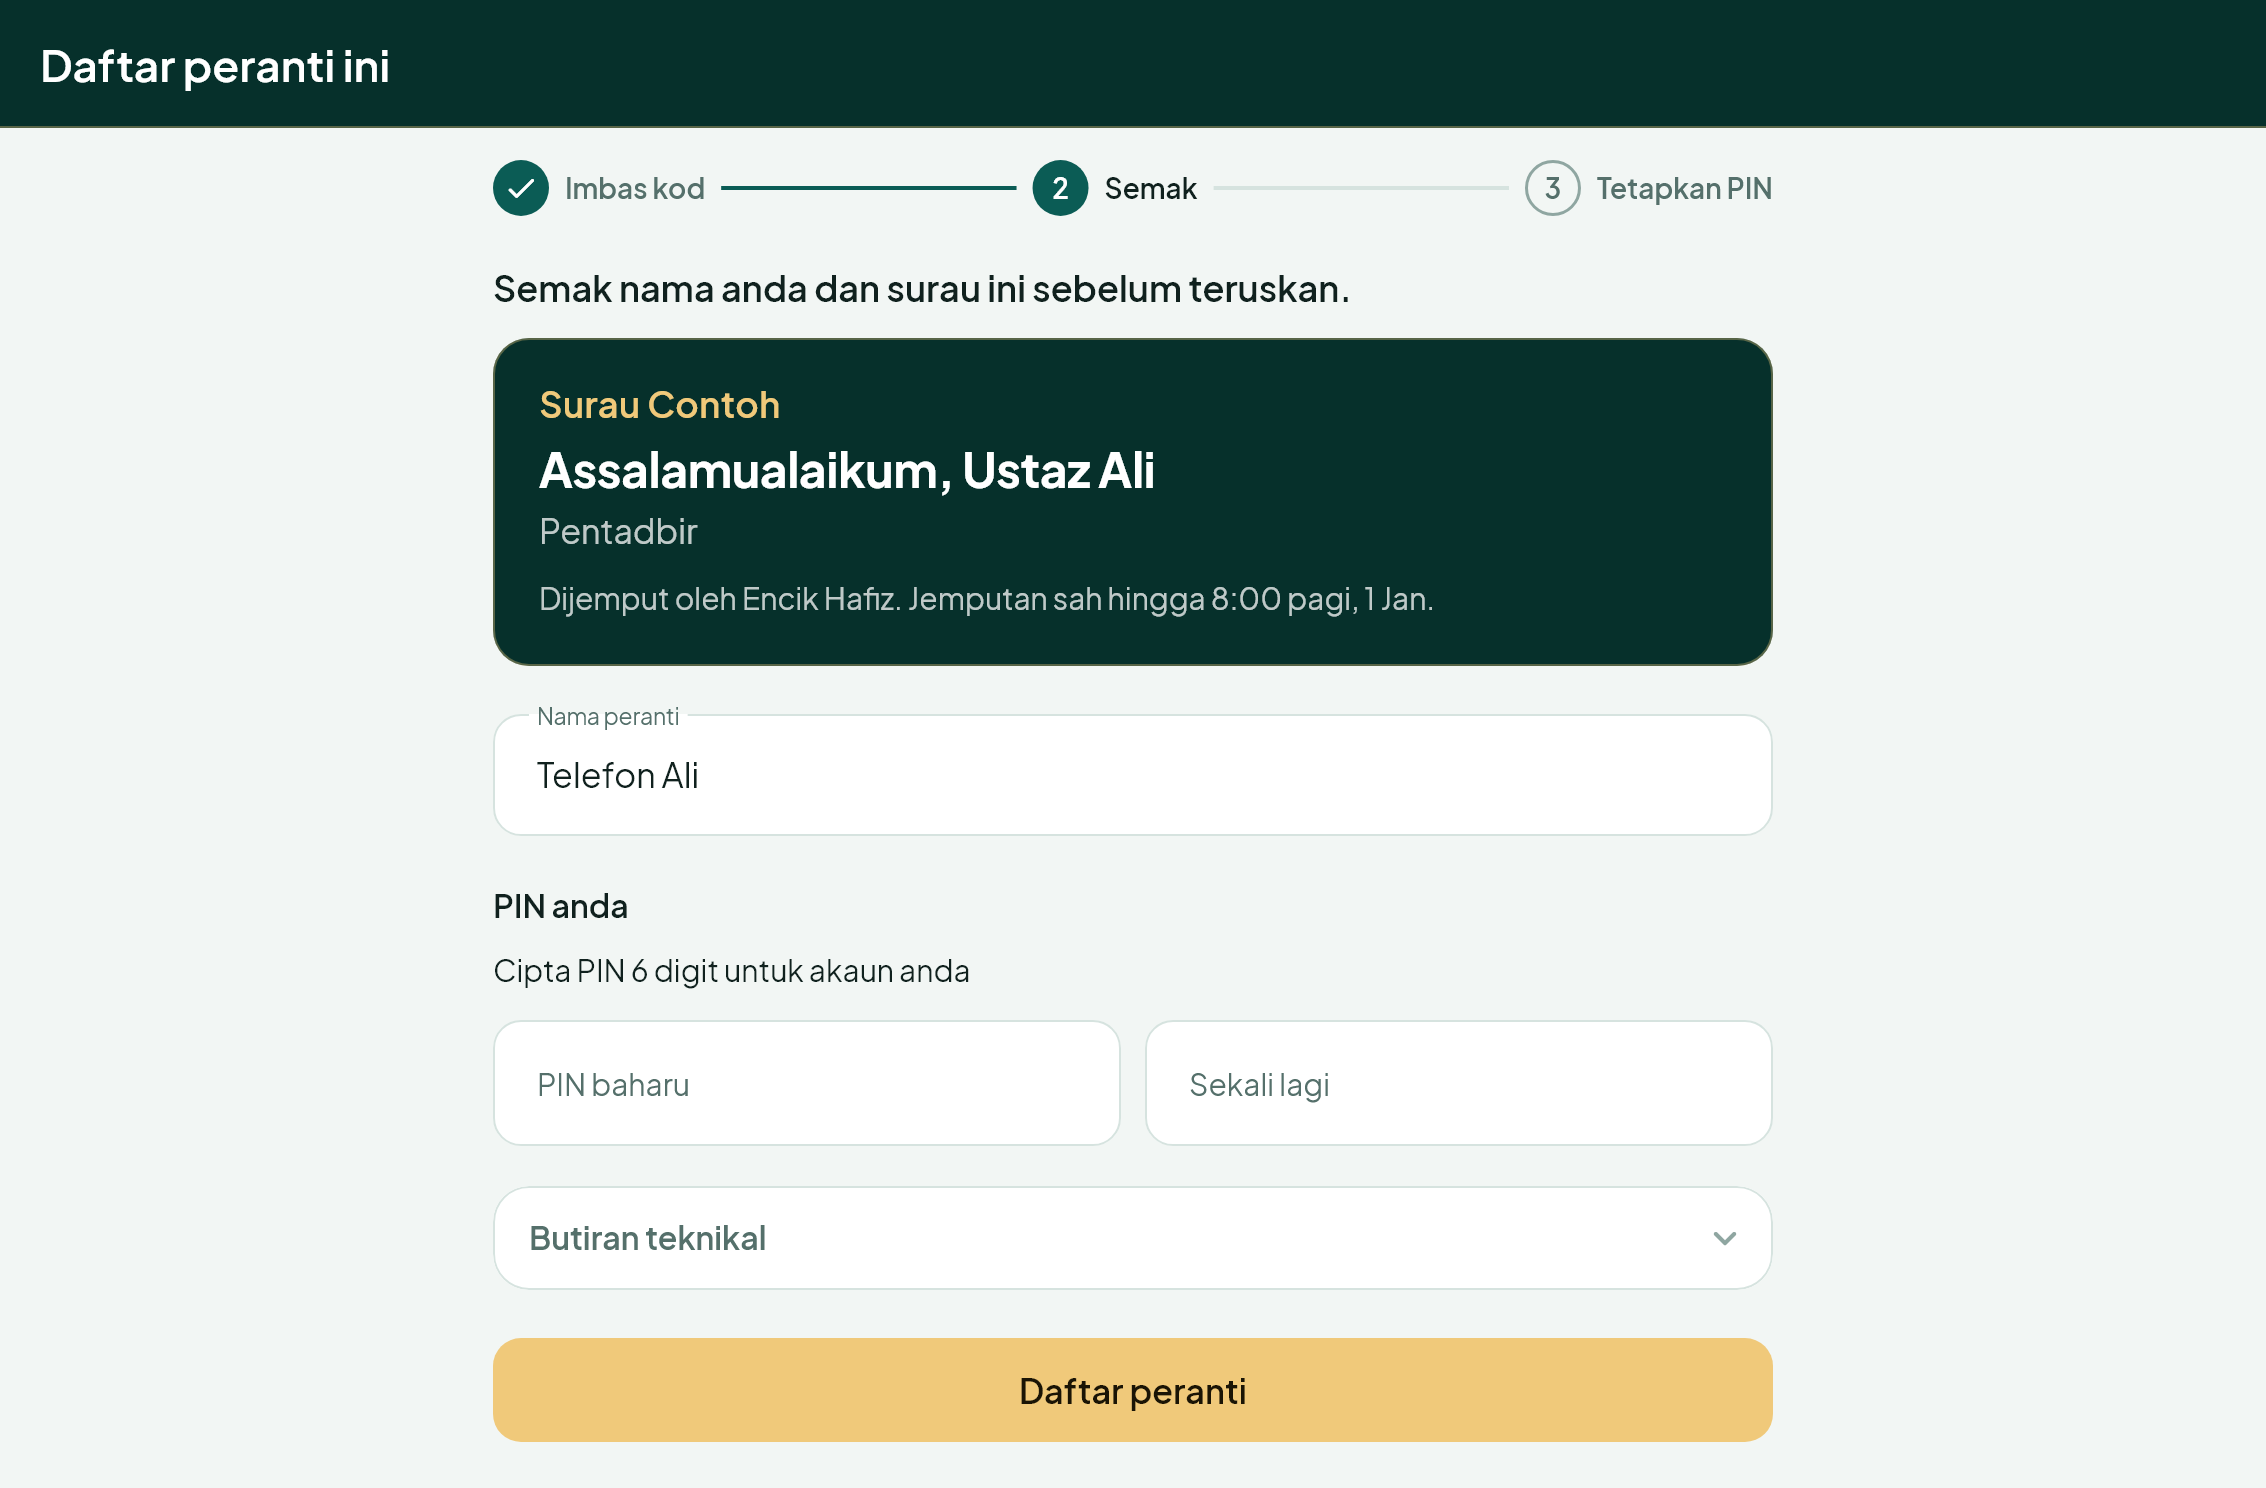 Daftar peranti ini
Imbas kod
2 Semak
3 Tetapkan PIN
Semak nama anda dan surau ini sebelum teruskan.
Surau Contoh
Assalamualaikum, Ustaz Ali
Pentadbir
Dijemput oleh Encik Hafiz. Jemputan sah hingga 8:00 pagi, 1 Jan.
Nama peranti
Telefon Ali
PIN anda
Cipta PIN 6 digit untuk akaun anda
PIN baharu
Sekali lagi
Butiran teknikal
Daftar peranti